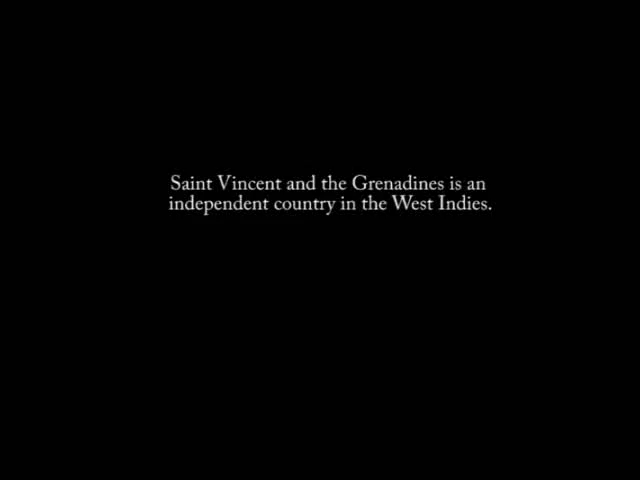 Saint Vincent and the Grenadines is an
independent country in the West Indies.